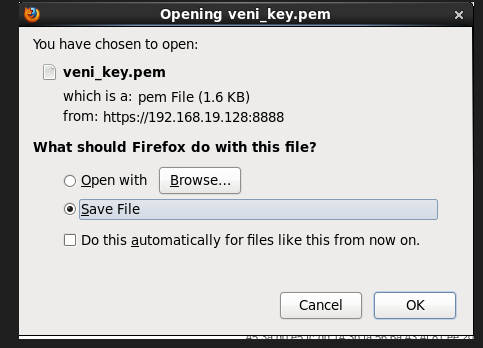 Opening veni_key.pem
You have chosen to open:
veni_key.pem
which is a: pem File (1.6 KB)
from: https://192.168.19.128:8888
What should Firefox do with this file?
Open with Browse...
Save File
Do this automatically for files like this from now on.
Cancel OK